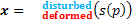 x = disturbed deformed (s(p))